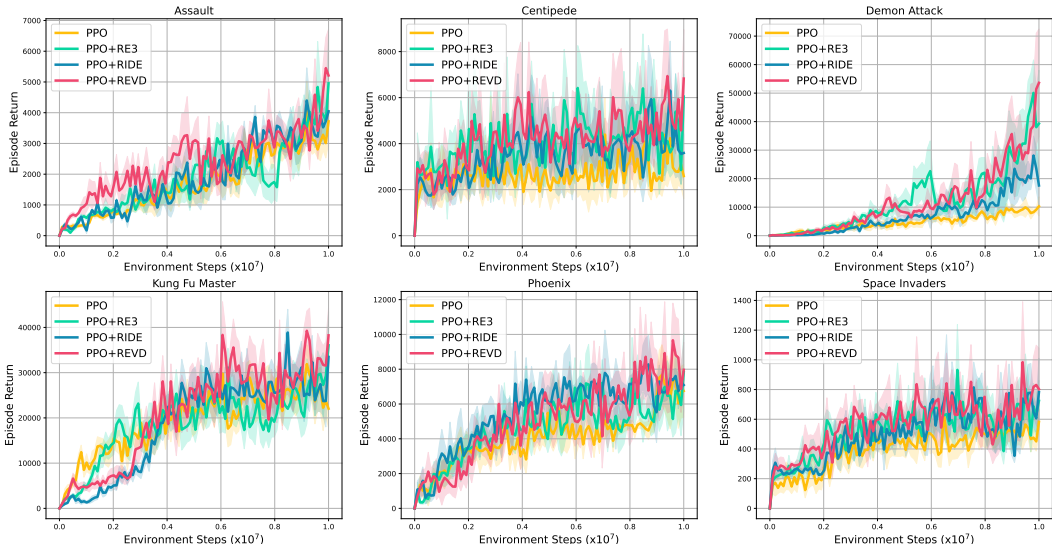 Assault
Episode Return
7000
6000
5000
4000
3000
2000
1000
0
PPO
PPO+RE3
PPO+RIDE
PPO+REVD
0.0 0.2 0.4 0.6 0.8 1.0
Environment Steps (x10⁷)
Centipede
Episode Return
8000
6000
4000
2000
0
PPO
PPO+RE3
PPO+RIDE
PPO+REVD
0.0 0.2 0.4 0.6 0.8 1.0
Environment Steps (x10⁷)
Demon Attack
Episode Return
70000
60000
50000
40000
30000
20000
10000
0
PPO
PPO+RE3
PPO+RIDE
PPO+REVD
0.0 0.2 0.4 0.6 0.8 1.0
Environment Steps (x10⁷)
Kung Fu Master
Episode Return
40000
30000
20000
10000
0
PPO
PPO+RE3
PPO+RIDE
PPO+REVD
0.0 0.2 0.4 0.6 0.8 1.0
Environment Steps (x10⁷)
Phoenix
Episode Return
12000
10000
8000
6000
4000
2000
0
PPO
PPO+RE3
PPO+RIDE
PPO+REVD
0.0 0.2 0.4 0.6 0.8 1.0
Environment Steps (x10⁷)
Space Invaders
Episode Return
1400
1200
1000
800
600
400
200
0
PPO
PPO+RE3
PPO+RIDE
PPO+REVD
0.0 0.2 0.4 0.6 0.8 1.0
Environment Steps (x10⁷)